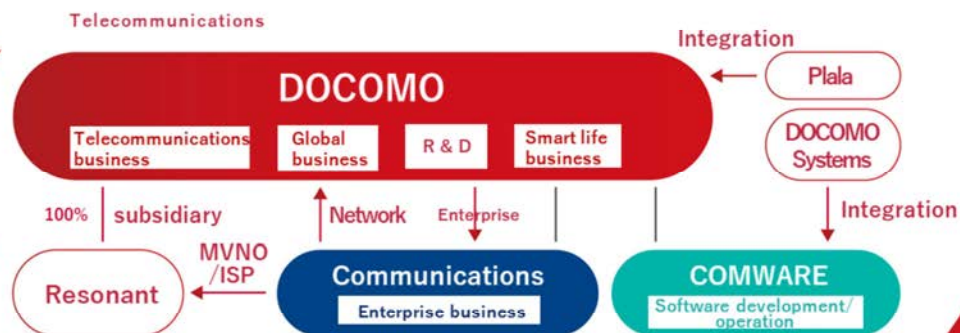 Telecommunications
Integration
DOCOMO
Plala
Telecommunications
business
Global
business
R & D
Smart life
business
DOCOMO
Systems
100%
subsidiary
Network
Enterprise
Integration
MVNO
/ISP
Resonant
Communications
Enterprise business
COMWARE
Software development/
operation